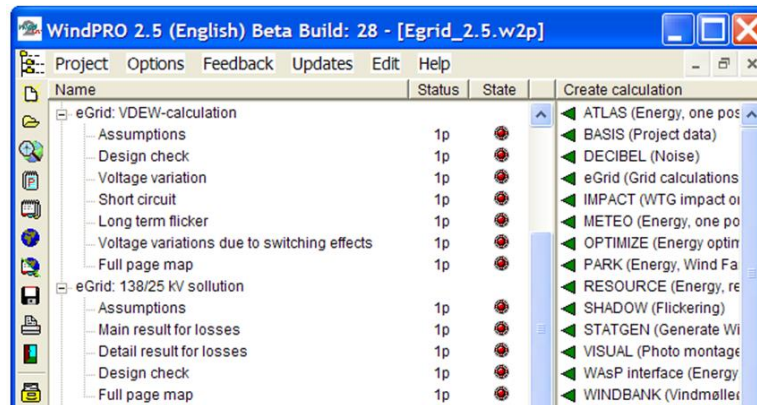 WindPRO 2.5 (English) Beta Build: 28 - [Egrid_2.5.w2p]
Project Options Feedback Updates Edit Help
Name Status State Create calculation
eGrid: VDEW-calculation ATLAS (Energy, one pos
Assumptions 1p BASIS (Project data)
Design check 1p DECIBEL (Noise)
Voltage variation 1p eGrid (Grid calculations
Short circuit 1p IMPACT (WTG impact on
Long term flicker 1p METEO (Energy, one po
Voltage variations due to switching effects 1p OPTIMIZE (Energy optim
Full page map 1p PARK (Energy, Wind Fa
eGrid: 138/25 kV sollution RESOURCE (Energy, re
Assumptions 1p SHADOW (Flickering)
Main result for losses 1p STATGEN (Generate Wi
Detail result for losses 1p VISUAL (Photo montage
Design check 1p WAsP interface (Energy
Full page map 1p WINDBANK (Vindmølle